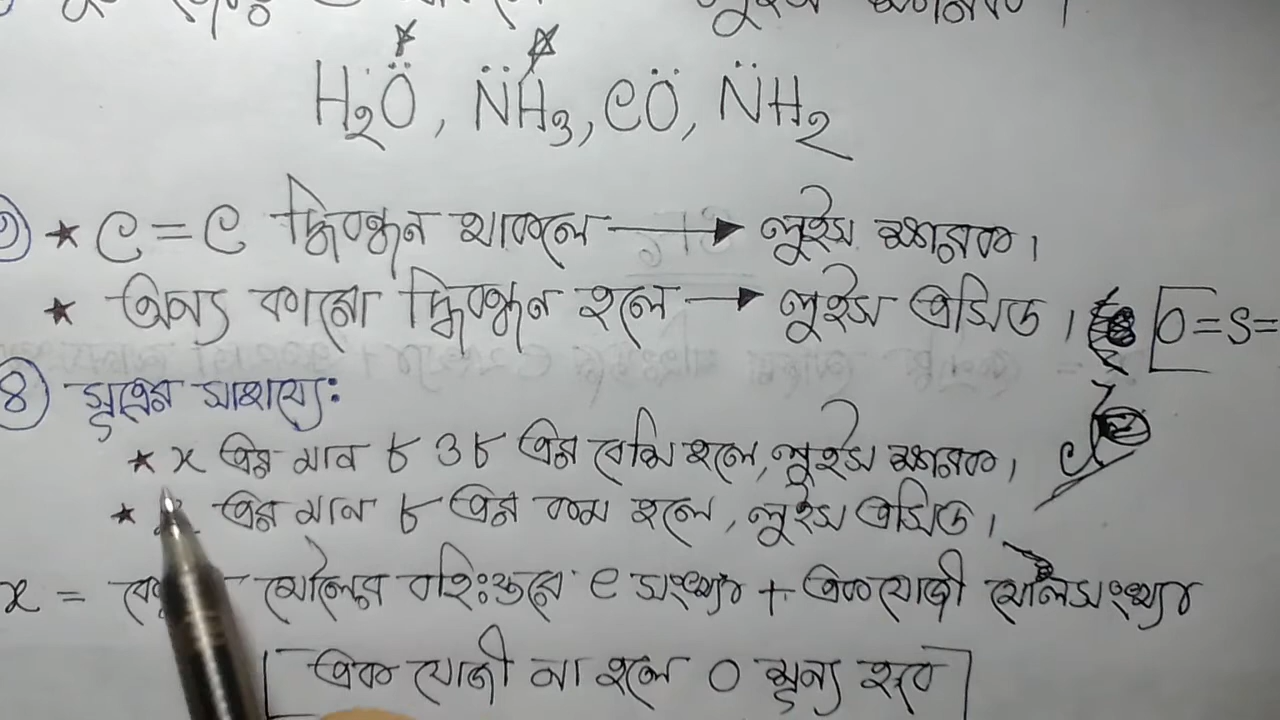 লুইস ক্ষারক।
H₂Ö, N̈H₃, CÖ, N̈H₂
৩) ★ C = C দ্বিবন্ধন থাকলে → লুইস ক্ষারক।
★ অন্য কোনো দ্বিবন্ধন হলে → লুইস এসিড। [O=S=
৪) সূত্রের সাহায্যে:
★ x এর মান ৮ ও ৮ এর বেশি হলে, লুইস ক্ষারক।
★ এর মান ৮ এর কম হলে, লুইস এসিড।
x = মৌলের বহিঃস্তরে e সংখ্যা + একযোজী মৌল সংখ্যা
[একযোজী না হলে 0 শূন্য হবে]